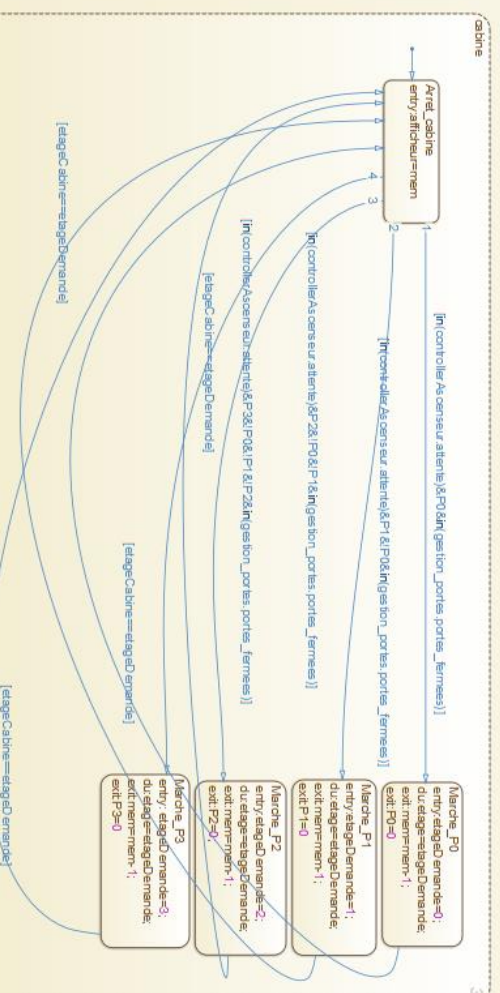 cabine
Arret_cabine
entry:afficheur=mem
1
2
3
4
[in(controllerAscenseur.attente)&P0&in(gestion_portes.portes_fermees)]
[in(controllerAscenseur.attente)&P1&!P0&in(gestion_portes.portes_fermees)]
[in(controllerAscenseur.attente)&P2&!P0&!P1&in(gestion_portes.portes_fermees)]
[in(controllerAscenseur.attente)&P3&!P0&!P1&!P2&in(gestion_portes.portes_fermees)]
[etageCabine==etageDemande]
[etageCabine==etageDemande]
[etageCabine==etageDemande]
[etageCabine==etageDemande]
Marche_P0
entry:etageDemande=0;
du:etage=etageDemande;
exit:mem=mem-1;
exit:P0=0
Marche_P1
entry:etageDemande=1;
du:etage=etageDemande;
exit:mem=mem-1;
exit:P1=0
Marche_P2
entry:etageDemande=2;
du:etage=etageDemande;
exit:mem=mem-1;
exit:P2=0;
Marche_P3
entry: etageDemande=3;
du:etage=etageDemande;
exit:mem=mem-1;
exit:P3=0